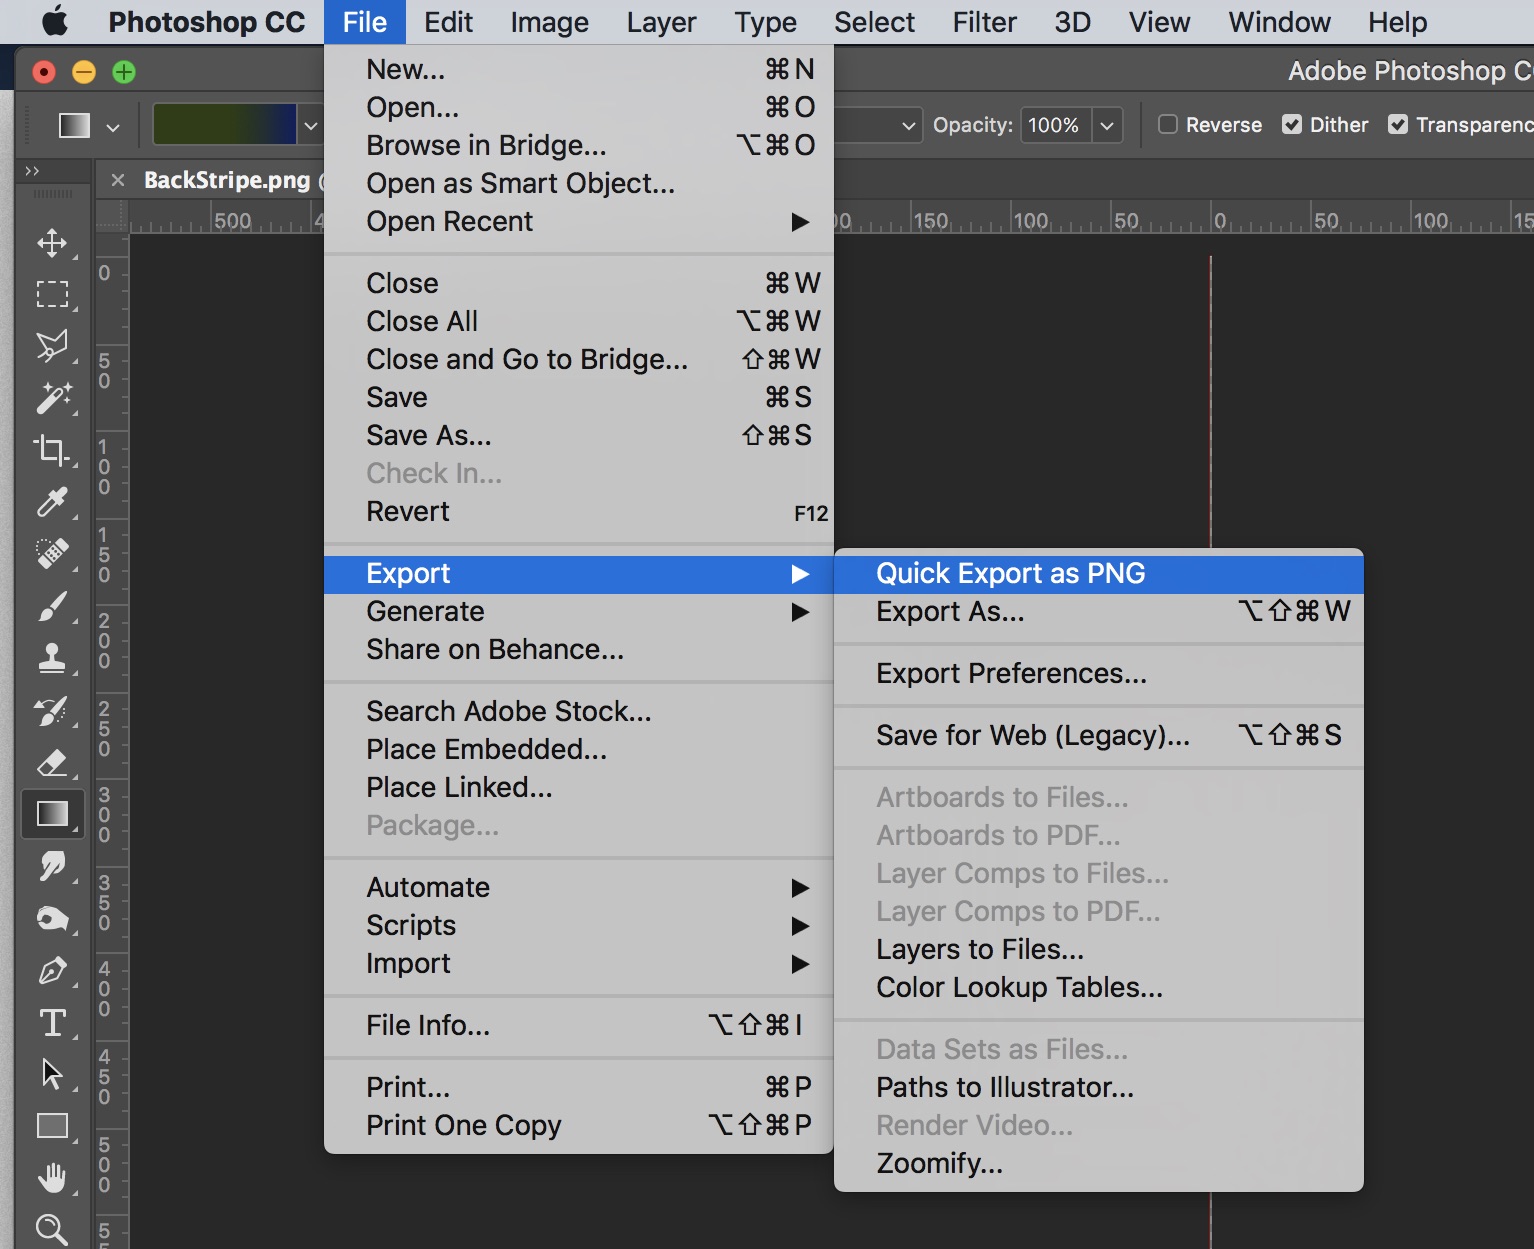 Photoshop CC File Edit Image Layer Type Select Filter 3D View Window Help
Adobe Photoshop
Opacity: 100% Reverse Dither
× BackStripe.png
500 150 100 50 0 50 100
New... ⌘N
Open... ⌘O
Browse in Bridge... ⌥⌘O
Open as Smart Object...
Open Recent ▶
Close ⌘W
Close All ⌥⌘W
Close and Go to Bridge... ⇧⌘W
Save ⌘S
Save As... ⇧⌘S
Check In...
Revert F12
Export ▶
Generate ▶
Share on Behance...
Search Adobe Stock...
Place Embedded...
Place Linked...
Package...
Automate ▶
Scripts ▶
Import ▶
File Info... ⌥⇧⌘I
Print... ⌘P
Print One Copy ⌥⇧⌘P
Quick Export as PNG
Export As... ⌥⇧⌘W
Export Preferences...
Save for Web (Legacy)... ⌥⇧⌘S
Artboards to Files...
Artboards to PDF...
Layer Comps to Files...
Layer Comps to PDF...
Layers to Files...
Color Lookup Tables...
Data Sets as Files...
Paths to Illustrator...
Render Video...
Zoomify...
0
50
100
150
200
250
300
350
400
450
500